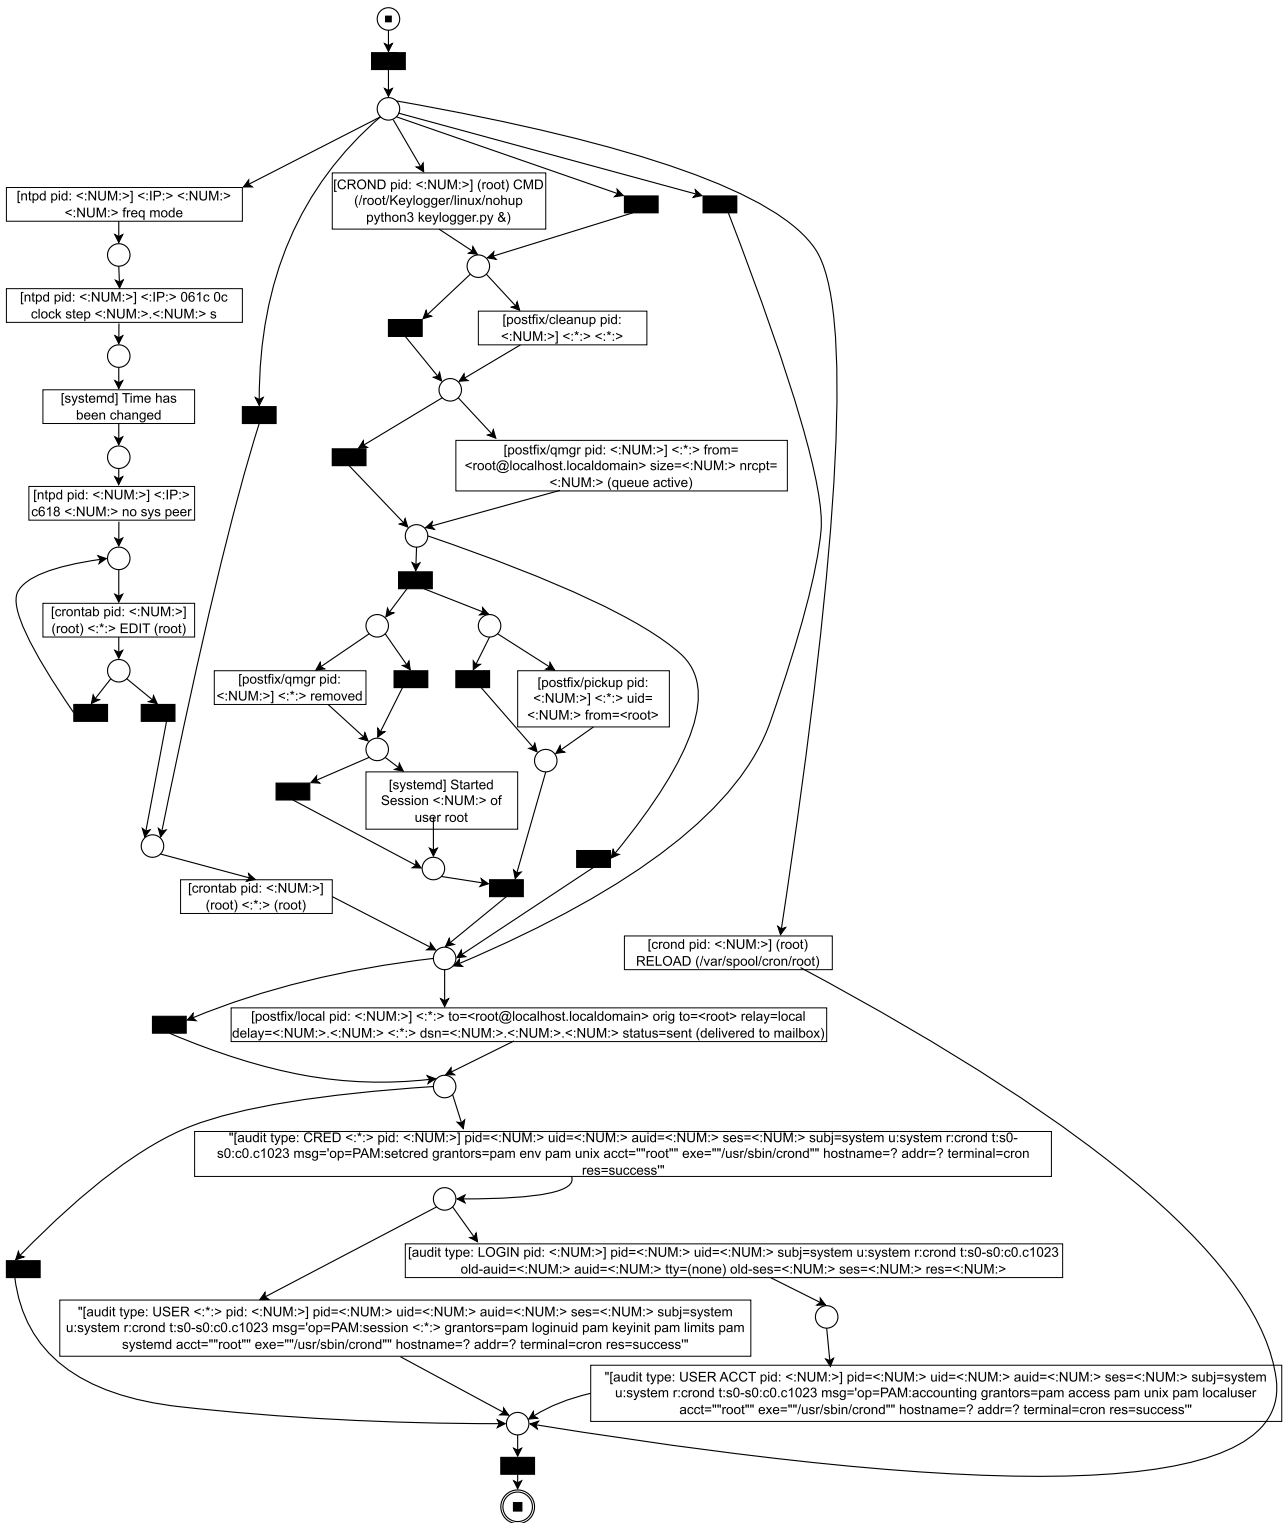 [CROND pid: <:NUM:>] (root) CMD
(/root/Keylogger/linux/nohup
python3 keylogger.py &)
[ntpd pid: <:NUM:>] <:IP:> <:NUM:>
<:NUM:> freq mode
[ntpd pid: <:NUM:>] <:IP:> 061c 0c
clock step <:NUM:>.<:NUM:> s
[postfix/cleanup pid:
<:NUM:>] <:*:> <:*:>
[systemd] Time has
been changed
[postfix/qmgr pid: <:NUM:>] <:*:> from=
<root@localhost.localdomain> size=<:NUM:> nrcpt=
<:NUM:> (queue active)
[ntpd pid: <:NUM:>] <:IP:>
c618 <:NUM:> no sys peer
[crontab pid: <:NUM:>]
(root) <:*:> EDIT (root)
[postfix/qmgr pid:
<:NUM:>] <:*:> removed
[postfix/pickup pid:
<:NUM:>] <:*:> uid=
<:NUM:> from=<root>
[systemd] Started
Session <:NUM:> of
user root
[crontab pid: <:NUM:>]
(root) <:*:> (root)
[crond pid: <:NUM:>] (root)
RELOAD (/var/spool/cron/root)
[postfix/local pid: <:NUM:>] <:*:> to=<root@localhost.localdomain> orig to=<root> relay=local
delay=<:NUM:>.<:NUM:> <:*:> dsn=<:NUM:>.<:NUM:>.<:NUM:> status=sent (delivered to mailbox)
"[audit type: CRED <:*:> pid: <:NUM:>] pid=<:NUM:> uid=<:NUM:> auid=<:NUM:> ses=<:NUM:> subj=system u:system r:crond t:s0-
s0:c0.c1023 msg='op=PAM:setcred grantors=pam env pam unix acct=""root"" exe=""/usr/sbin/crond"" hostname=? addr=? terminal=cron
res=success'"
[audit type: LOGIN pid: <:NUM:>] pid=<:NUM:> uid=<:NUM:> subj=system u:system r:crond t:s0-s0:c0.c1023
old-auid=<:NUM:> auid=<:NUM:> tty=(none) old-ses=<:NUM:> ses=<:NUM:> res=<:NUM:>
"[audit type: USER <:*:> pid: <:NUM:>] pid=<:NUM:> uid=<:NUM:> auid=<:NUM:> ses=<:NUM:> subj=system
u:system r:crond t:s0-s0:c0.c1023 msg='op=PAM:session <:*:> grantors=pam loginuid pam keyinit pam limits pam
systemd acct=""root"" exe=""/usr/sbin/crond"" hostname=? addr=? terminal=cron res=success'"
"[audit type: USER ACCT pid: <:NUM:>] pid=<:NUM:> uid=<:NUM:> auid=<:NUM:> ses=<:NUM:> subj=system
u:system r:crond t:s0-s0:c0.c1023 msg='op=PAM:accounting grantors=pam access pam unix pam localuser
acct=""root"" exe=""/usr/sbin/crond"" hostname=? addr=? terminal=cron res=success'"